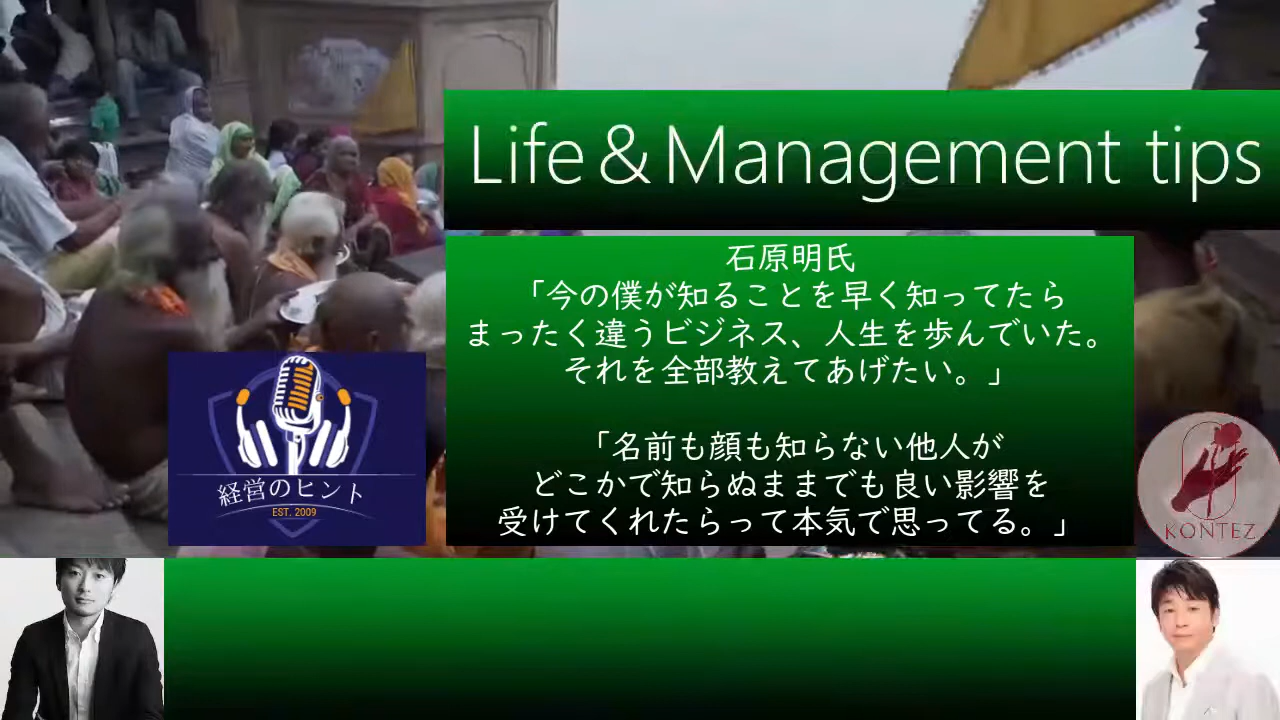 Life&Management tips
石原明氏
「今の僕が知ることを早く知ってたら
まったく違うビジネス、人生を歩んでいた。
それを全部教えてあげたい。」
「名前も顔も知らない他人が
どこかで知らぬままでも良い影響を
受けてくれたらって本気で思ってる。」
経営のヒント
EST. 2009
KONTEZ